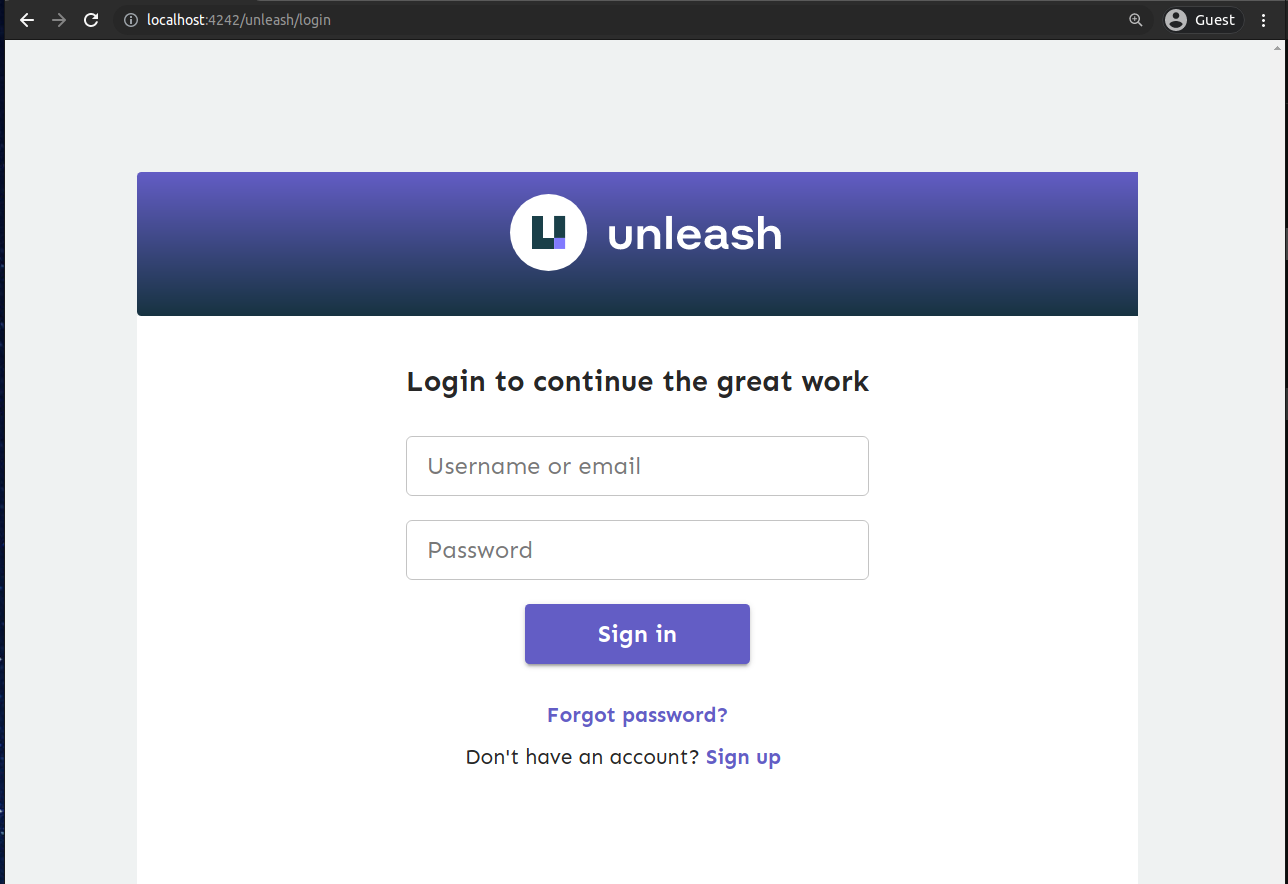 localhost:4242/unleash/login
Guest
unleash
Login to continue the great work
Username or email
Password
Sign in
Forgot password?
Don't have an account? Sign up